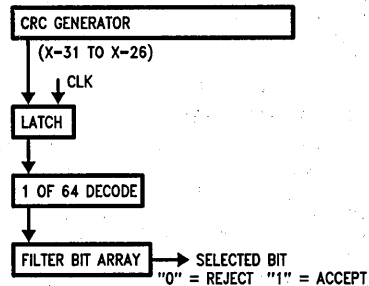 CRC GENERATOR
(X-31 TO X-26)
CLK
LATCH
1 OF 64 DECODE
FILTER BIT ARRAY
SELECTED BIT
"0" = REJECT "1" = ACCEPT